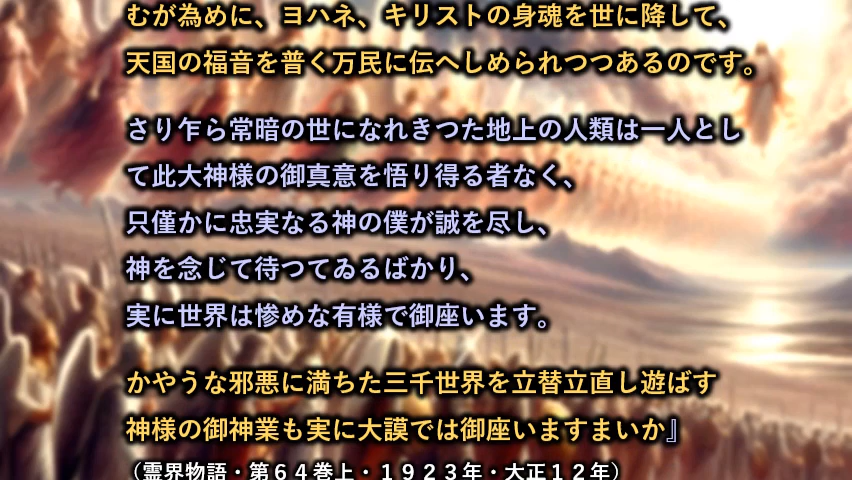 むが為めに、ヨハネ、キリストの身魂を世に降して、
天国の福音を普く万民に伝へしめられつつあるのです。
さり乍ら常暗の世になれきつた地上の人類は一人とし
て此大神様の御真意を悟り得る者なく、
只僅かに忠実なる神の僕が誠を尽し、
神を念じて待つてゐるばかり、
実に世界は惨めな有様で御座います。
かやうな邪悪に満ちた三千世界を立替立直し遊ばす
神様の御神業も実に大謨では御座いますまいか』
（霊界物語・第６４巻上・１９２３年・大正１２年）